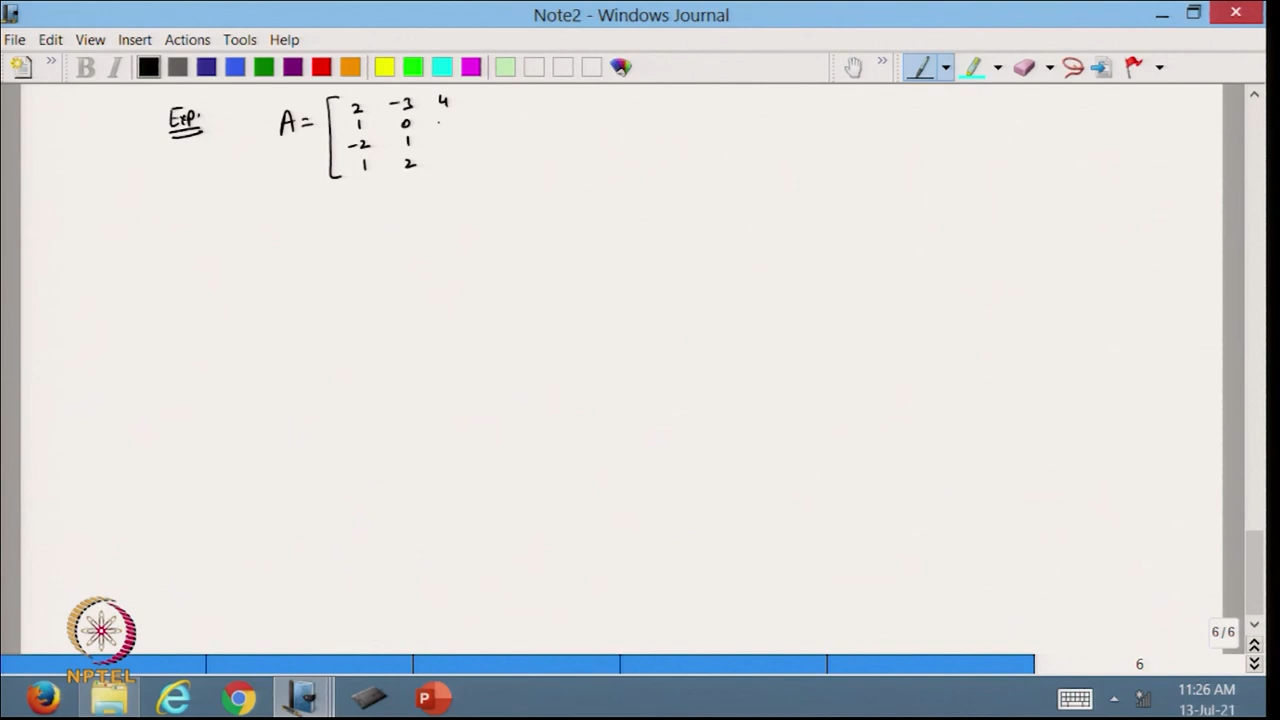 Note2 - Windows Journal
File Edit View Insert Actions Tools Help
B I
Exp. A = [ 2 -3 4
1 0
-2 1
1 2
6/6
NPTEL
6
11:26 AM
13-Jul-21